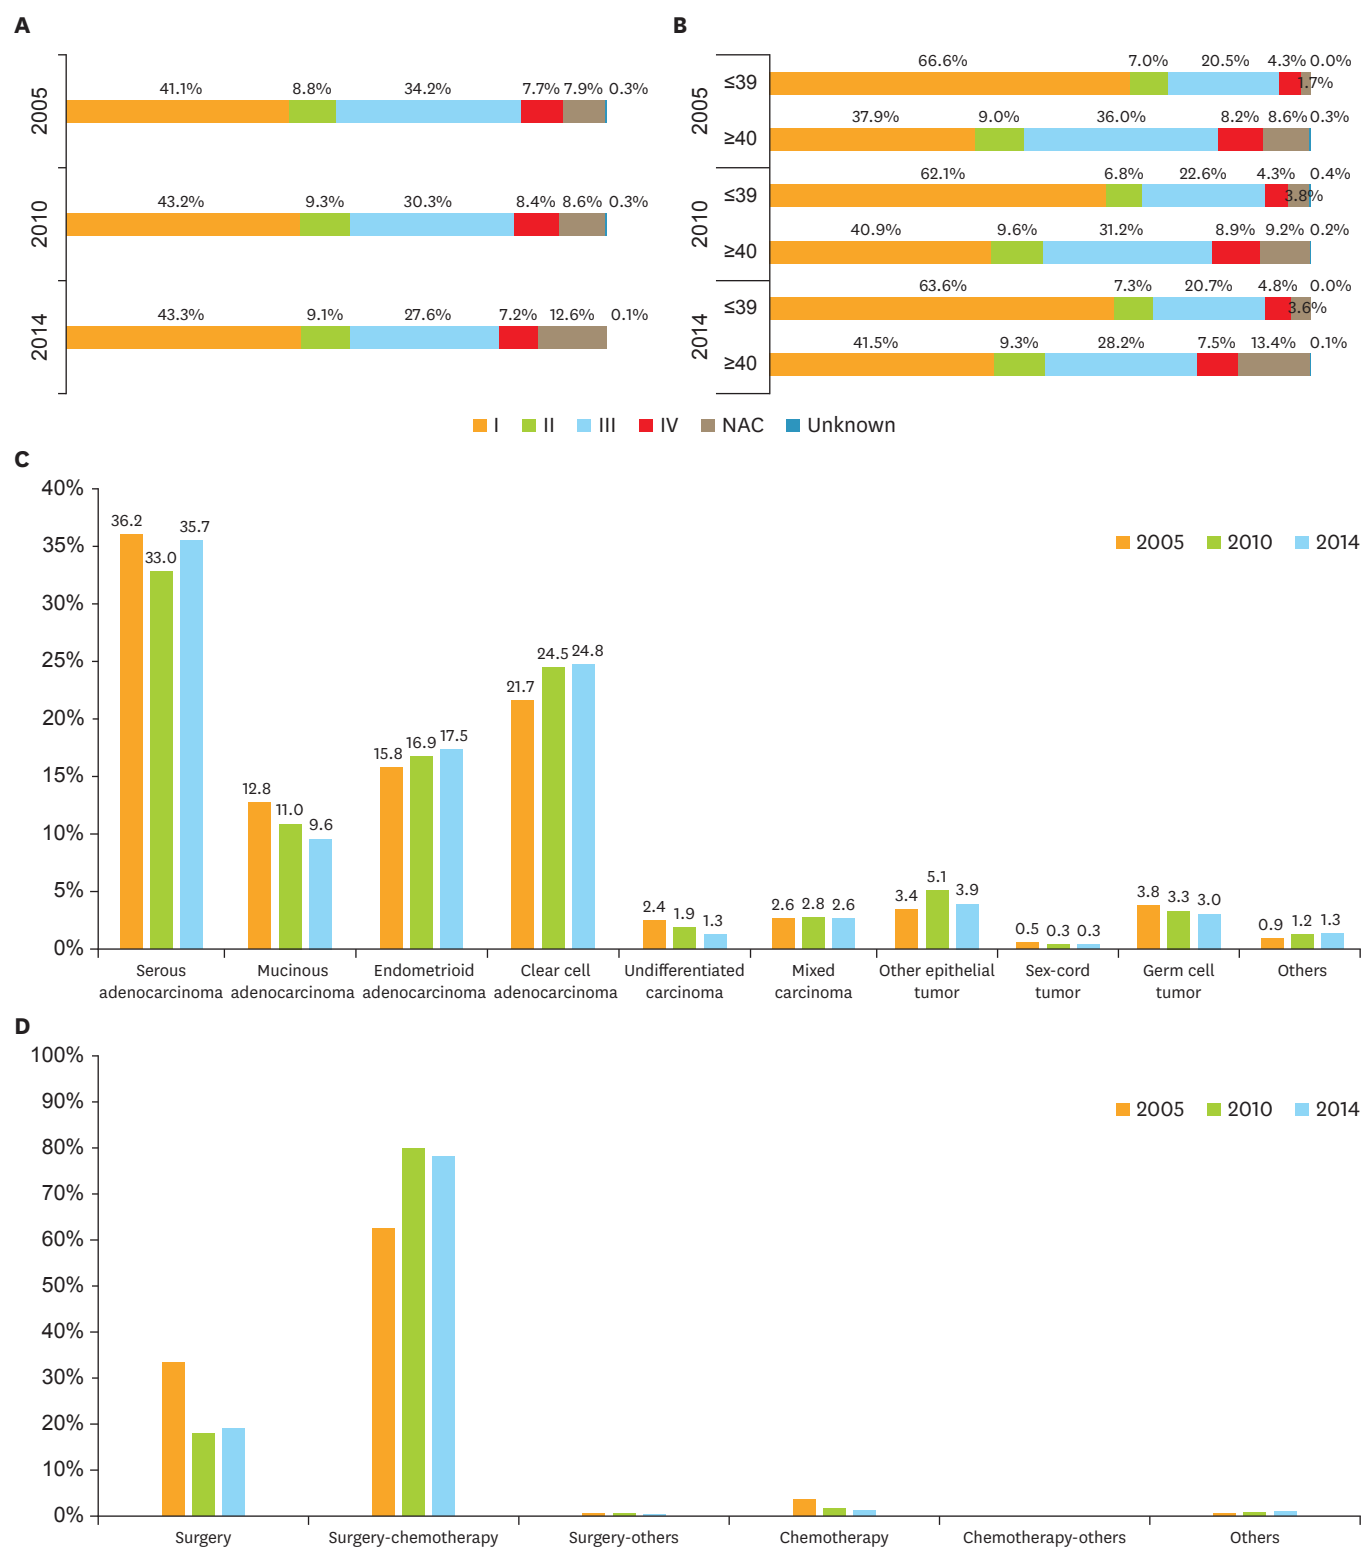 A
2005
41.1% 8.8% 34.2% 7.7% 7.9% 0.3%
2010
43.2% 9.3% 30.3% 8.4% 8.6% 0.3%
2014
43.3% 9.1% 27.6% 7.2% 12.6% 0.1%
B
2005
≤39
66.6% 7.0% 20.5% 4.3% 0.0%
1.7%
≥40
37.9% 9.0% 36.0% 8.2% 8.6% 0.3%
2010
≤39
62.1% 6.8% 22.6% 4.3% 0.4%
3.8%
≥40
40.9% 9.6% 31.2% 8.9% 9.2% 0.2%
2014
≤39
63.6% 7.3% 20.7% 4.8% 0.0%
3.6%
≥40
41.5% 9.3% 28.2% 7.5% 13.4% 0.1%
I II III IV NAC Unknown
C
40%
35%
30%
25%
20%
15%
10%
5%
0%
2005 2010 2014
36.2 33.0 35.7
12.8 11.0 9.6
15.8 16.9 17.5
21.7 24.5 24.8
2.4 1.9 1.3
2.6 2.8 2.6
3.4 5.1 3.9
0.5 0.3 0.3
3.8 3.3 3.0
0.9 1.2 1.3
Serous
adenocarcinoma
Mucinous
adenocarcinoma
Endometrioid
adenocarcinoma
Clear cell
adenocarcinoma
Undifferentiated
carcinoma
Mixed
carcinoma
Other epithelial
tumor
Sex-cord
tumor
Germ cell
tumor
Others
D
100%
90%
80%
70%
60%
50%
40%
30%
20%
10%
0%
2005 2010 2014
Surgery
Surgery-chemotherapy
Surgery-others
Chemotherapy
Chemotherapy-others
Others